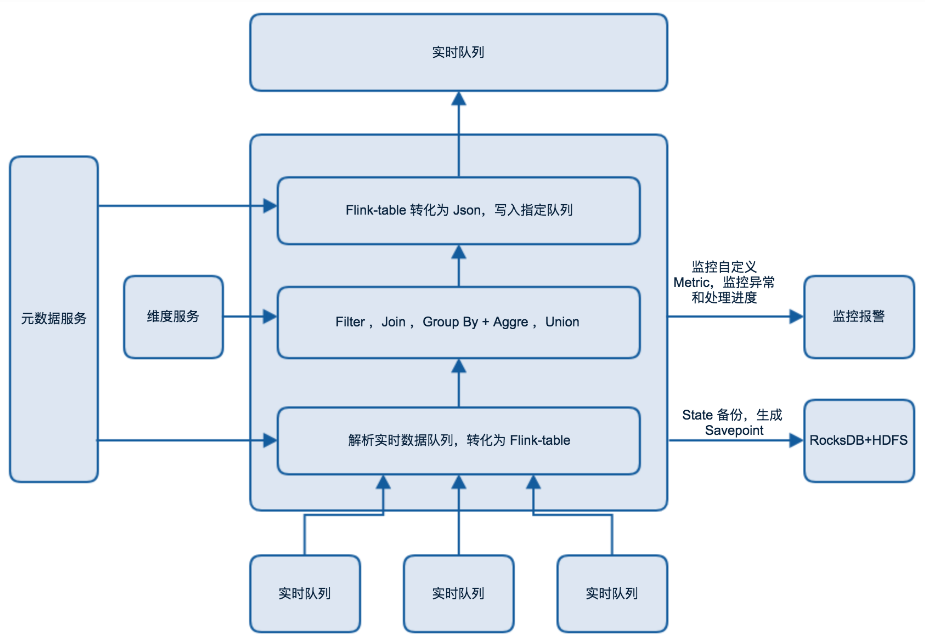 实时队列
Flink-table 转化为 Json，写入指定队列
监控自定义
Metric，监控异常
和处理进度
元数据服务
维度服务
Filter ，Join ，Group By + Aggre ，Union
监控报警
State 备份，生成
Savepoint
解析实时数据队列，转化为 Flink-table
RocksDB+HDFS
实时队列
实时队列
实时队列